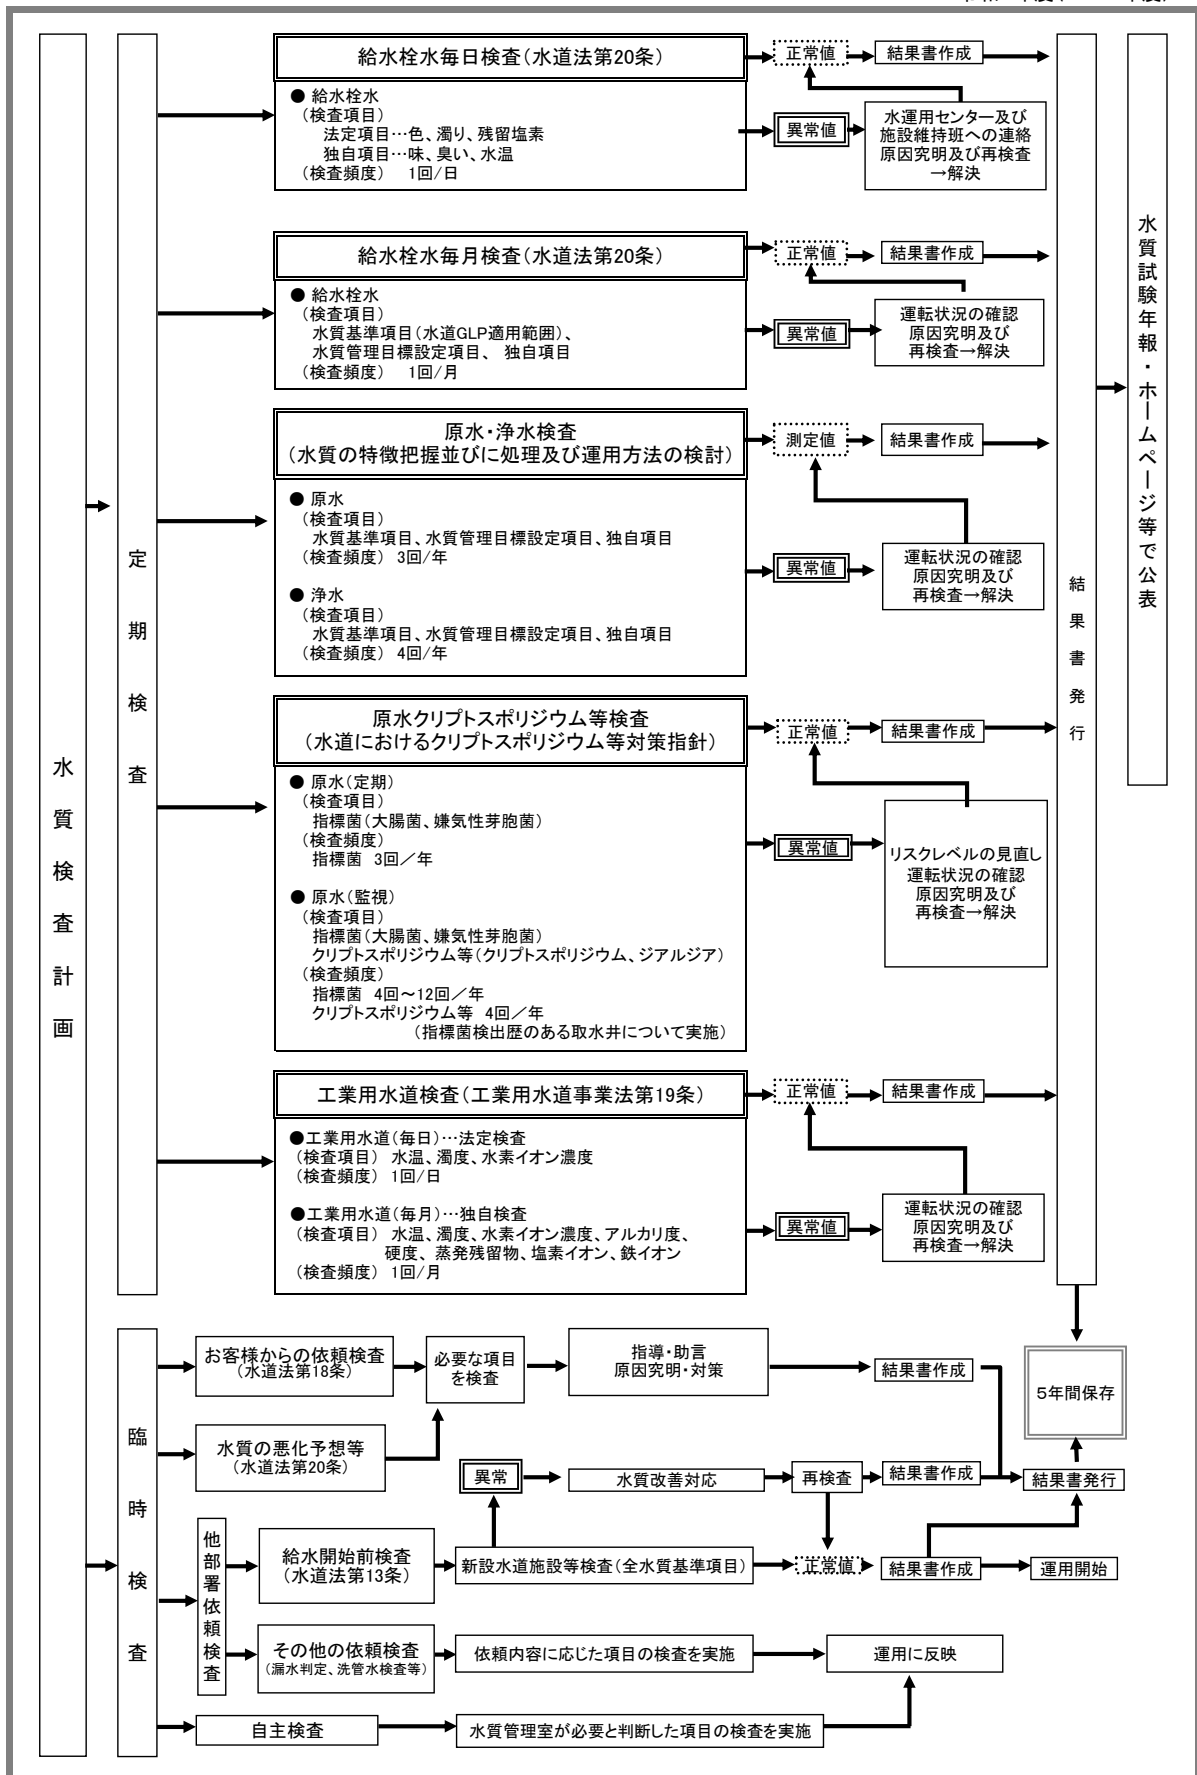 水質検査計画
定期検査
給水栓水毎日検査(水道法第20条)
● 給水栓水
(検査項目)
法定項目…色、濁り、残留塩素
独自項目…味、臭い、水温
(検査頻度) 1回/日
正常値
結果書作成
異常値
水運用センター及び
施設維持班への連絡
原因究明及び再検査
→解決
給水栓水毎月検査(水道法第20条)
● 給水栓水
(検査項目)
水質基準項目(水道GLP適用範囲)、
水質管理目標設定項目、 独自項目
(検査頻度) 1回/月
正常値
結果書作成
異常値
運転状況の確認
原因究明及び
再検査→解決
原水・浄水検査
(水質の特徴把握並びに処理及び運用方法の検討)
● 原水
(検査項目)
水質基準項目、水質管理目標設定項目、独自項目
(検査頻度) 3回/年
● 浄水
(検査項目)
水質基準項目、水質管理目標設定項目、独自項目
(検査頻度) 4回/年
測定値
結果書作成
異常値
運転状況の確認
原因究明及び
再検査→解決
原水クリプトスポリジウム等検査
(水道におけるクリプトスポリジウム等対策指針)
● 原水(定期)
(検査項目)
指標菌(大腸菌、嫌気性芽胞菌)
(検査頻度)
指標菌 3回/年
● 原水(監視)
(検査項目)
指標菌(大腸菌、嫌気性芽胞菌)
クリプトスポリジウム等(クリプトスポリジウム、ジアルジア)
(検査頻度)
指標菌 4回~12回/年
クリプトスポリジウム等 4回/年
(指標菌検出歴のある取水井について実施)
正常値
結果書作成
異常値
リスクレベルの見直し
運転状況の確認
原因究明及び
再検査→解決
工業用水道検査(工業用水道事業法第19条)
●工業用水道(毎日)…法定検査
(検査項目) 水温、濁度、水素イオン濃度
(検査頻度) 1回/日
●工業用水道(毎月)…独自検査
(検査項目) 水温、濁度、水素イオン濃度、アルカリ度、
硬度、蒸発残留物、塩素イオン、鉄イオン
(検査頻度) 1回/月
正常値
結果書作成
異常値
運転状況の確認
原因究明及び
再検査→解決
結果書発行
水質試験年報・ホームページ等で公表
臨時検査
お客様からの依頼検査
(水道法第18条)
必要な項目
を検査
指導・助言
原因究明・対策
結果書作成
5年間保存
水質の悪化予想等
(水道法第20条)
異常
水質改善対応
再検査
結果書作成
結果書発行
他部署依頼検査
給水開始前検査
(水道法第13条)
新設水道施設等検査(全水質基準項目)
正常値
結果書作成
運用開始
その他の依頼検査
(漏水判定、洗管水検査等)
依頼内容に応じた項目の検査を実施
運用に反映
自主検査
水質管理室が必要と判断した項目の検査を実施